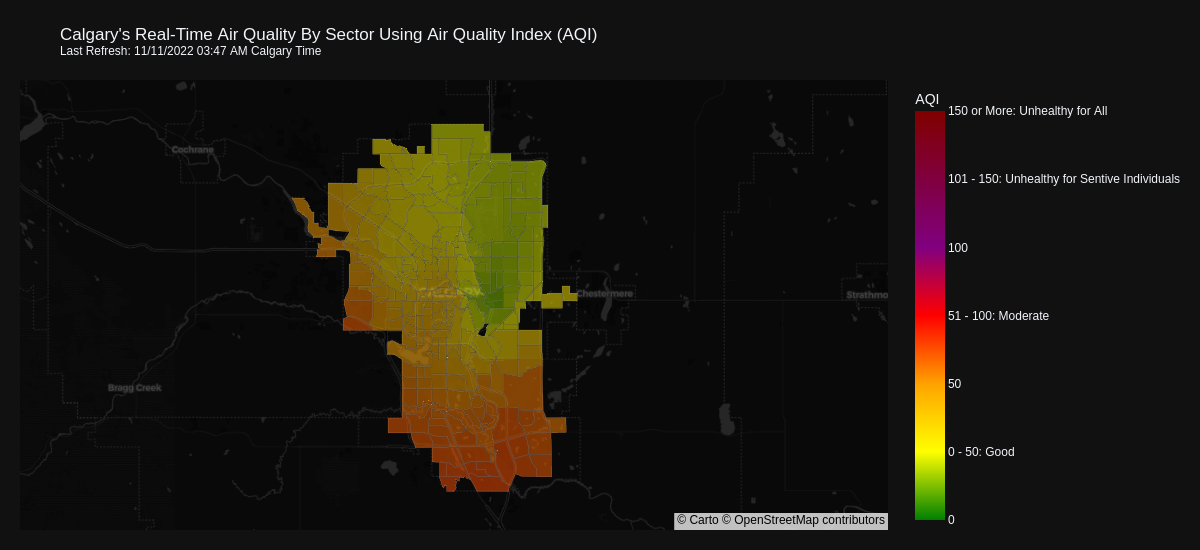 Calgary's Real-Time Air Quality By Sector Using Air Quality Index (AQI)
Last Refresh: 11/11/2022 03:47 AM Calgary Time
AQI
150 or More: Unhealthy for All
Cochrane
101 - 150: Unhealthy for Sentive Individuals
100
Chestermere
Strathmo
51 - 100: Moderate
50
Bragg Creek
0 - 50: Good
© Carto © OpenStreetMap contributors
0